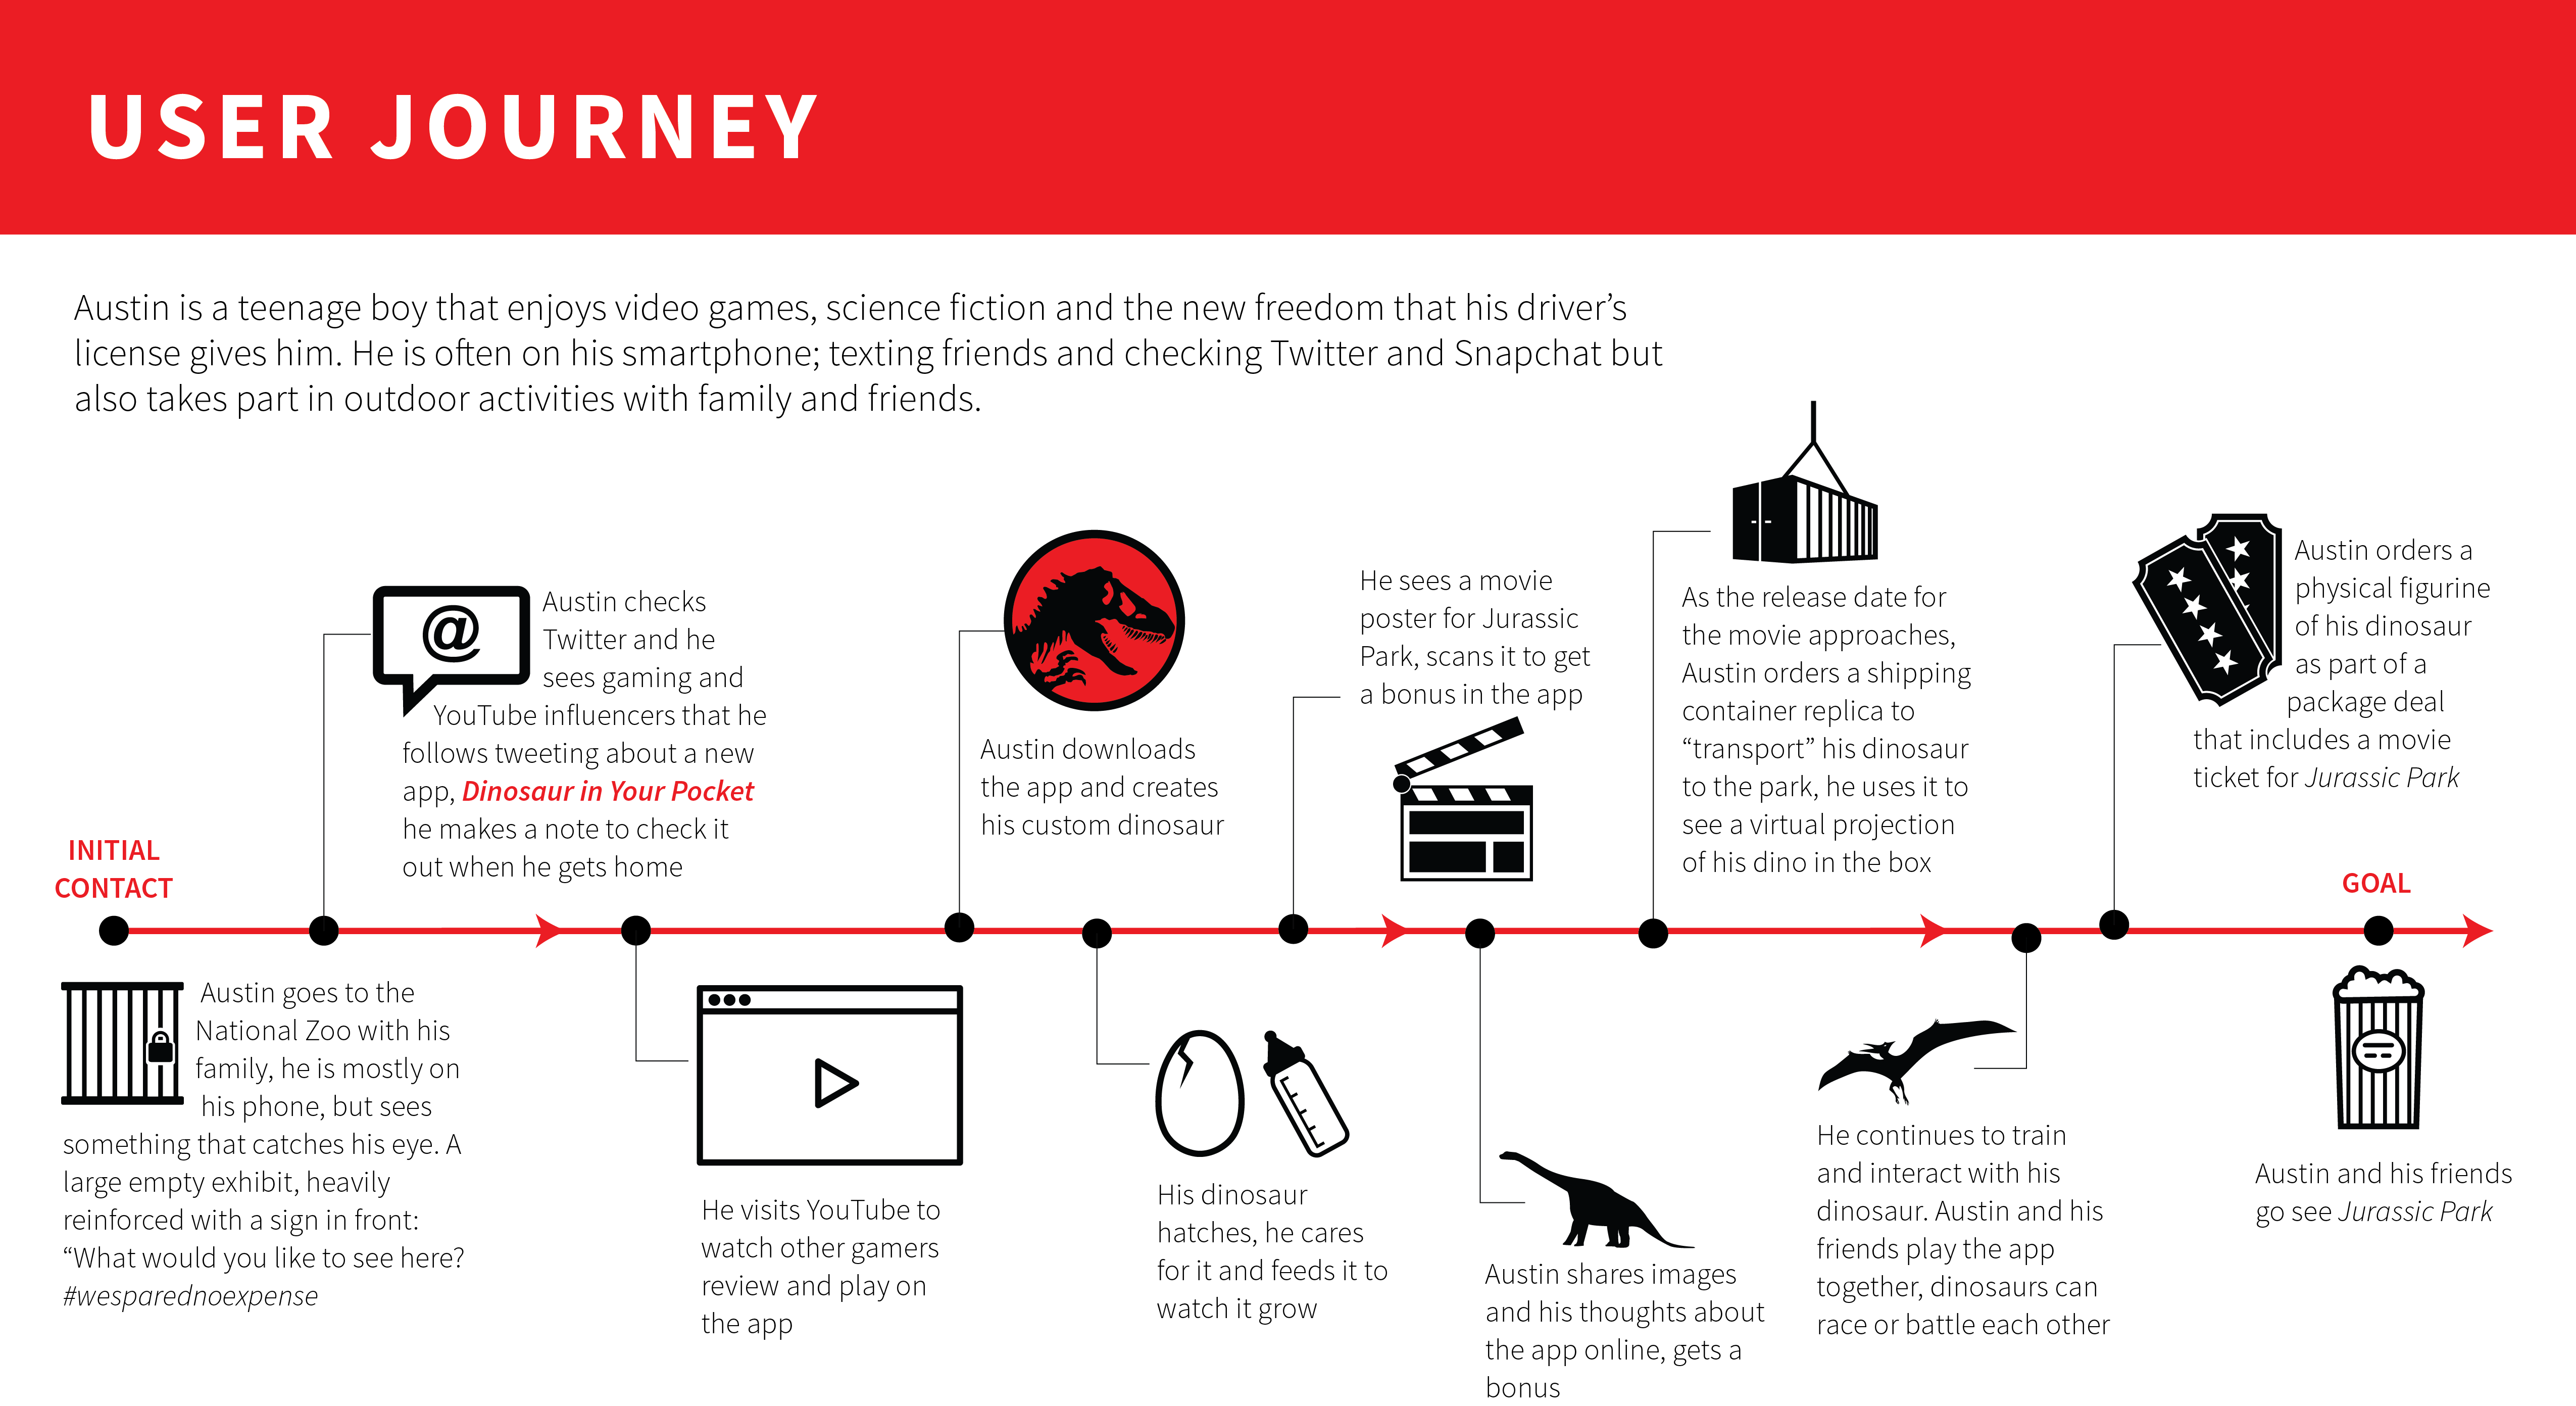 USER JOURNEY
Austin is a teenage boy that enjoys video games, science fiction and the new freedom that his driver’s
license gives him. He is often on his smartphone; texting friends and checking Twitter and Snapchat but
also takes part in outdoor activities with family and friends.
INITIAL
CONTACT
Austin goes to the
National Zoo with his
family, he is mostly on
his phone, but sees
something that catches his eye. A
large empty exhibit, heavily
reinforced with a sign in front:
“What would you like to see here?
#wesparednoexpense
@
Austin checks
Twitter and he
sees gaming and
YouTube influencers that he
follows tweeting about a new
app, Dinosaur in Your Pocket
he makes a note to check it
out when he gets home
He visits YouTube to
watch other gamers
review and play on
the app
Austin downloads
the app and creates
his custom dinosaur
His dinosaur
hatches, he cares
for it and feeds it to
watch it grow
He sees a movie
poster for Jurassic
Park, scans it to get
a bonus in the app
Austin shares images
and his thoughts about
the app online, gets a
bonus
As the release date for
the movie approaches,
Austin orders a shipping
container replica to
“transport” his dinosaur
to the park, he uses it to
see a virtual projection
of his dino in the box
He continues to train
and interact with his
dinosaur. Austin and his
friends play the app
together, dinosaurs can
race or battle each other
Austin orders a
physical figurine
of his dinosaur
as part of a
package deal
that includes a movie
ticket for Jurassic Park
GOAL
Austin and his friends
go see Jurassic Park